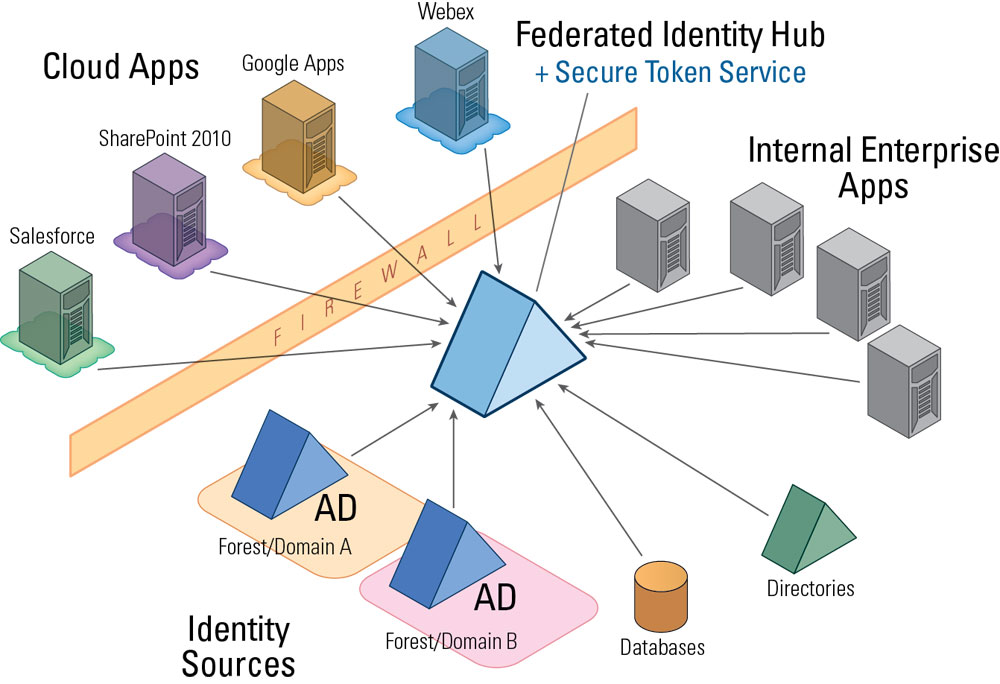 Webex
Federated Identity Hub
+ Secure Token Service
Cloud Apps
Google Apps
SharePoint 2010
Internal Enterprise
Apps
Salesforce
FIREWALL
AD
Forest/Domain A
AD
Forest/Domain B
Directories
Databases
Identity
Sources